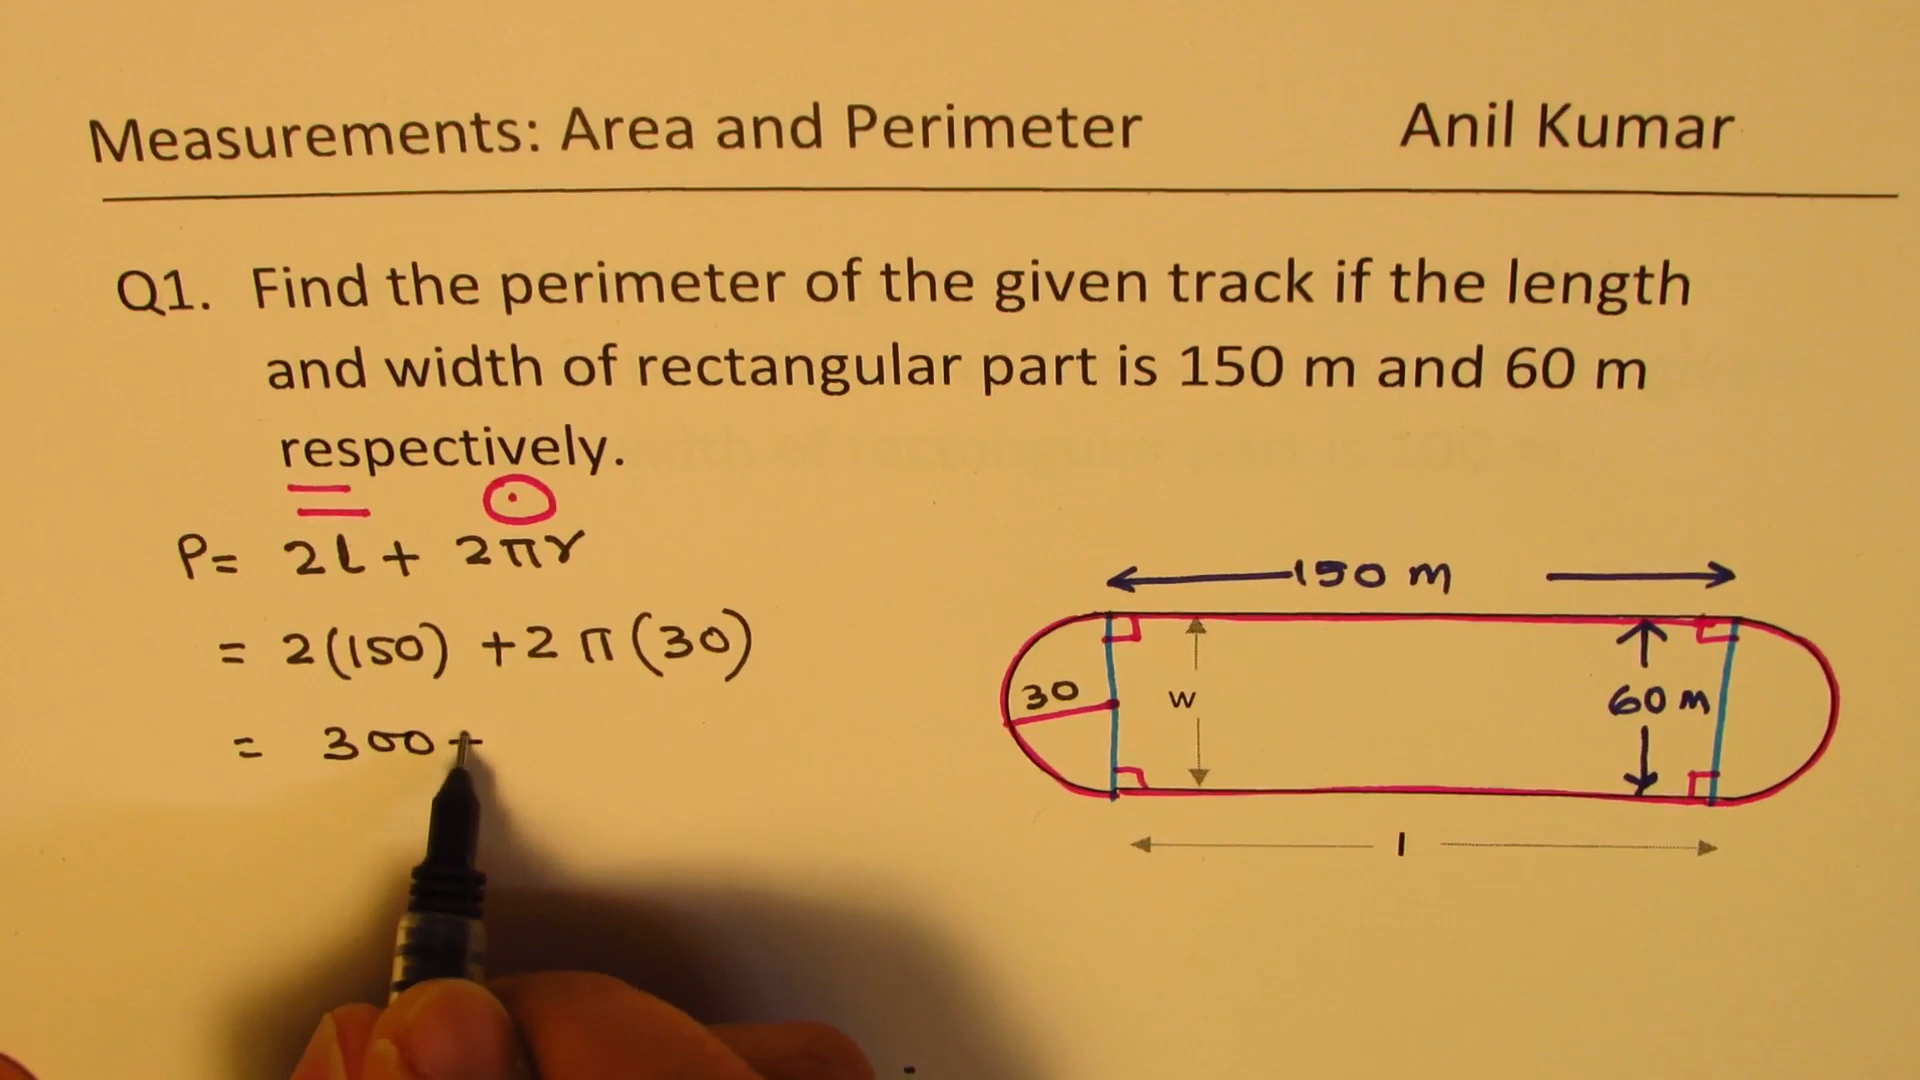 Measurements: Area and Perimeter Anil Kumar
Q1. Find the perimeter of the given track if the length
and width of rectangular part is 150 m and 60 m
respectively.
P= 2l + 2πr
= 2(150) +2π(30)
= 300+
150 m
30
w
60 m
l